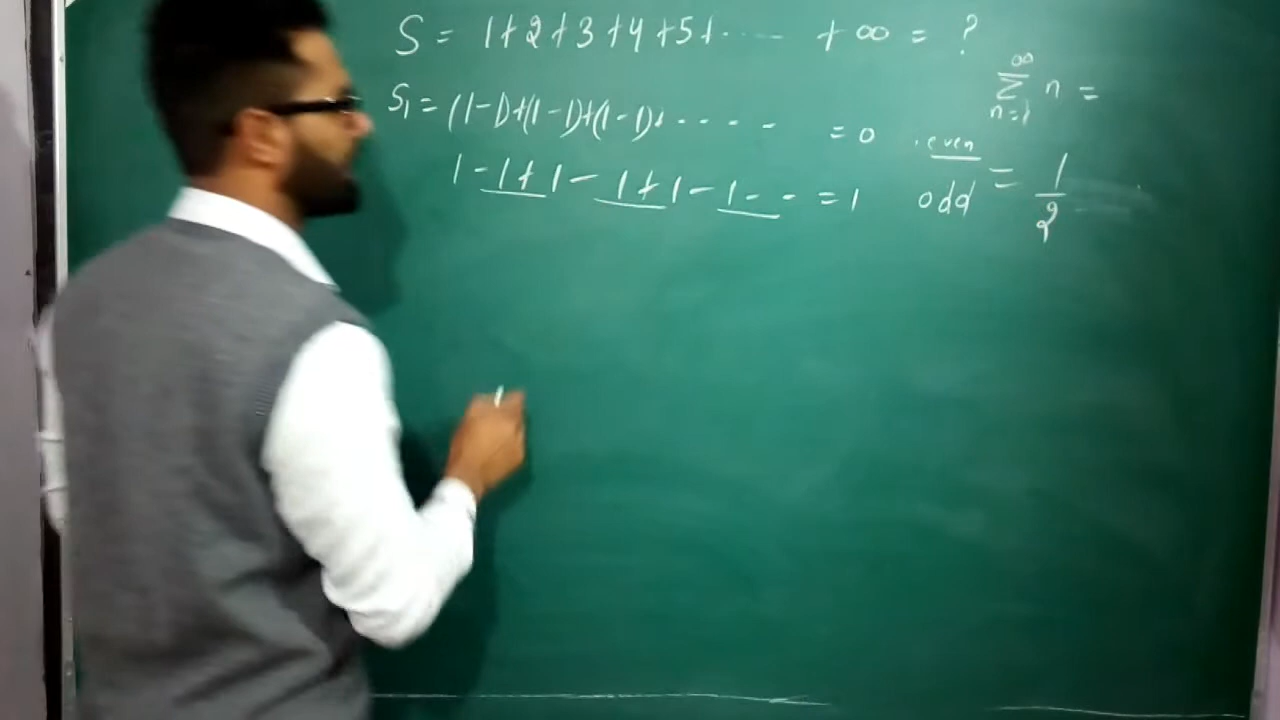 S = 1+2+3+4+5+ ...... +∞ = ?
∞
Σ n =
n=1
S₁ = (1-1)+(1-1)+(1-1)+ ..... = 0
1-1+1-1+1-1-- = 1
even
odd
= 1/2